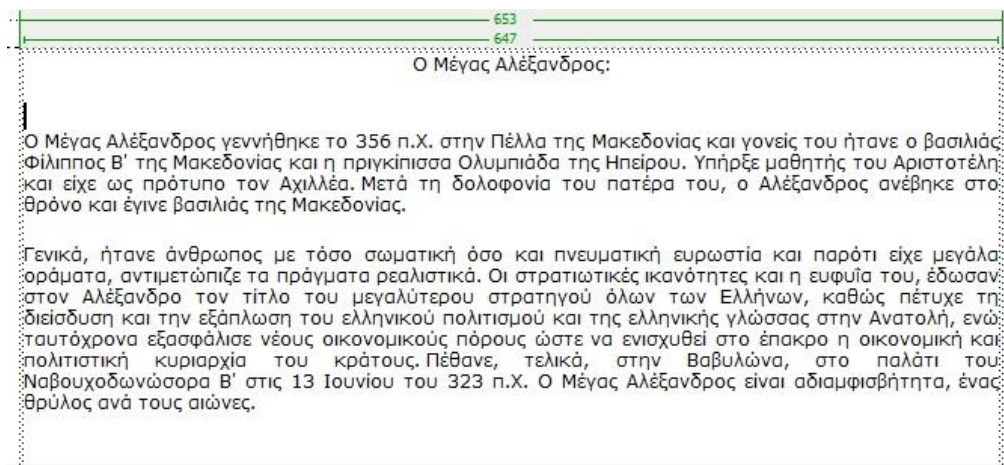 653
647
Ο Μέγας Αλέξανδρος:
Ο Μέγας Αλέξανδρος γεννήθηκε το 356 π.Χ. στην Πέλλα της Μακεδονίας και γονείς του ήτανε ο βασιλιάς
Φίλιππος Β' της Μακεδονίας και η πριγκίπισσα Ολυμπιάδα της Ηπείρου. Υπήρξε μαθητής του Αριστοτέλη
και είχε ως πρότυπο τον Αχιλλέα. Μετά τη δολοφονία του πατέρα του, ο Αλέξανδρος ανέβηκε στο
θρόνο και έγινε βασιλιάς της Μακεδονίας.
Γενικά, ήτανε άνθρωπος με τόσο σωματική όσο και πνευματική ευρωστία και παρότι είχε μεγάλα
οράματα, αντιμετώπιζε τα πράγματα ρεαλιστικά. Οι στρατιωτικές ικανότητες και η ευφυΐα του, έδωσαν
στον Αλέξανδρο τον τίτλο του μεγαλύτερου στρατηγού όλων των Ελλήνων, καθώς πέτυχε τη
διείσδυση και την εξάπλωση του ελληνικού πολιτισμού και της ελληνικής γλώσσας στην Ανατολή, ενώ
ταυτόχρονα εξασφάλισε νέους οικονομικούς πόρους ώστε να ενισχυθεί στο έπακρο η οικονομική και
πολιτιστική κυριαρχία του κράτους. Πέθανε, τελικά, στην Βαβυλώνα, στο παλάτι του
Ναβουχοδωνώσορα Β' στις 13 Ιουνίου του 323 π.Χ. Ο Μέγας Αλέξανδρος είναι αδιαμφισβήτητα, ένας
θρύλος ανά τους αιώνες.